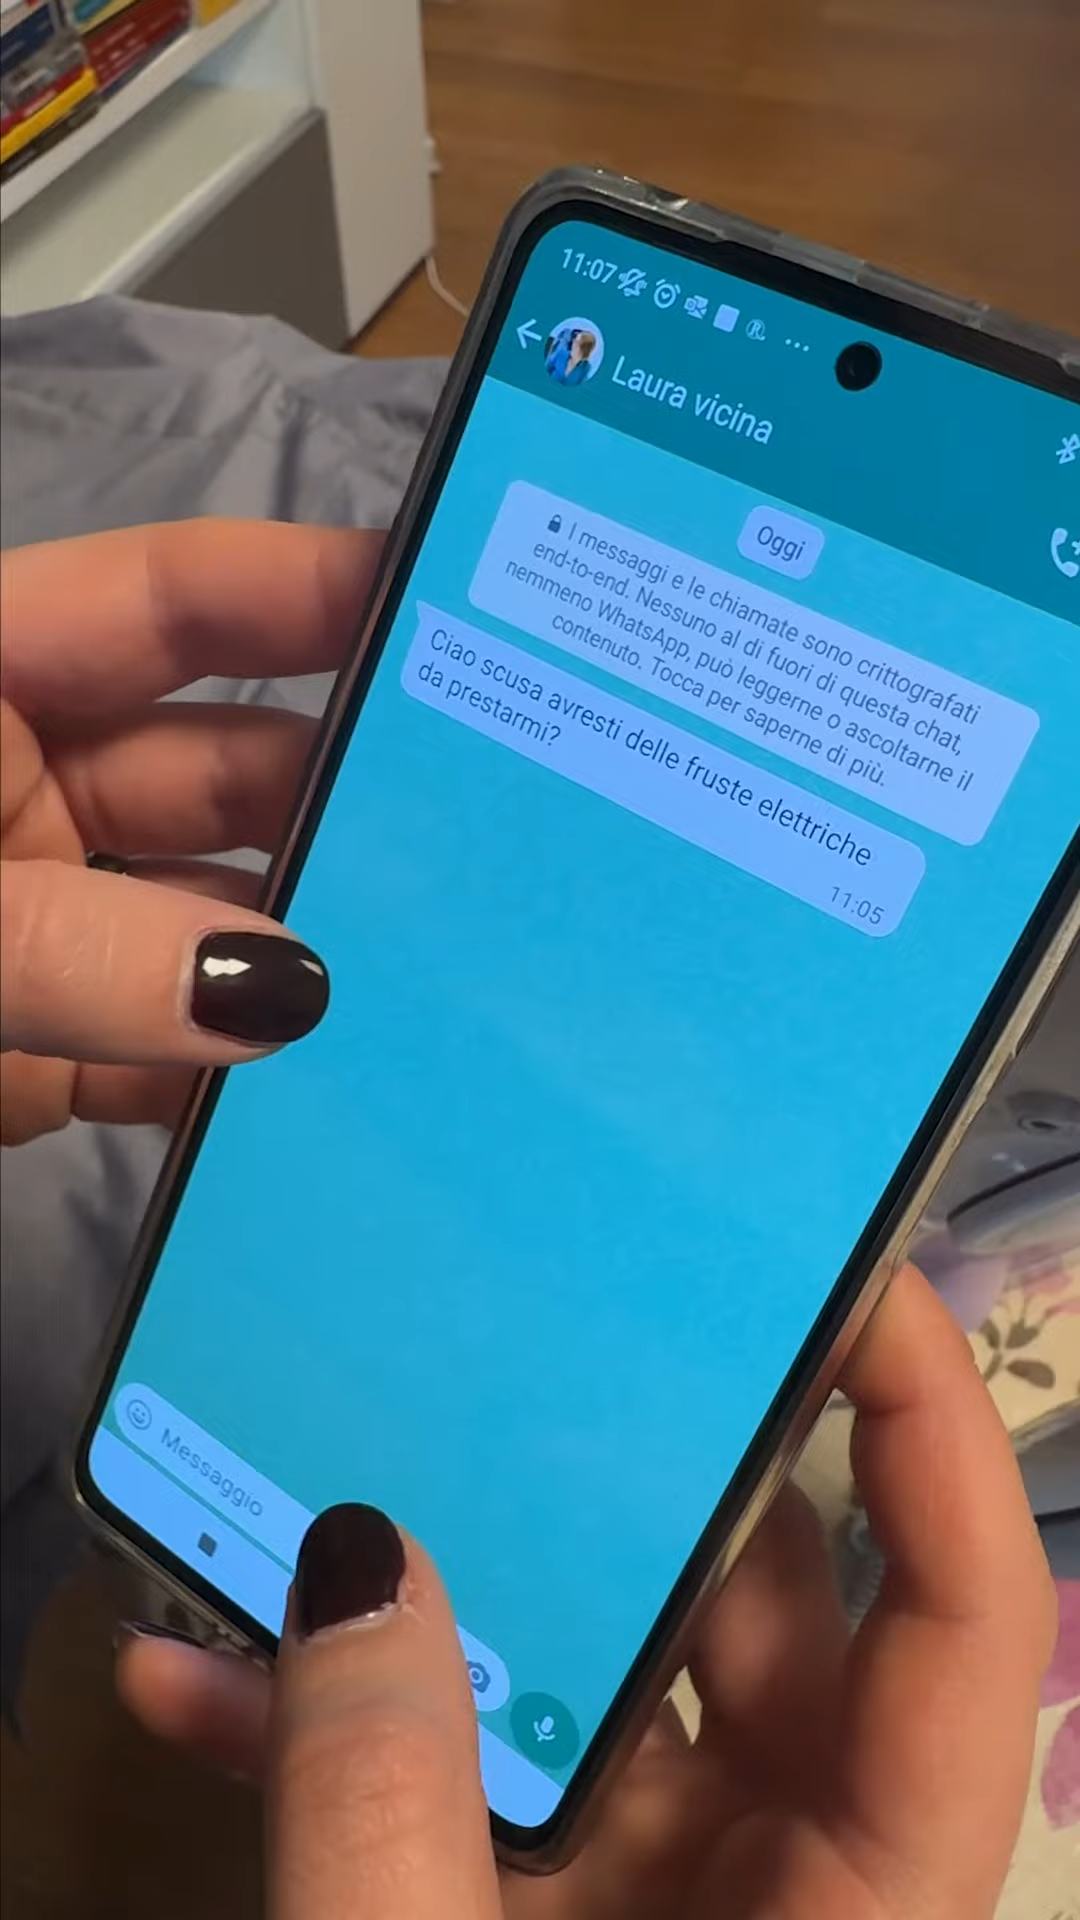 11:07
Laura vicina
Oggi
I messaggi e le chiamate sono crittografati
end-to-end. Nessuno al di fuori di questa chat,
nemmeno WhatsApp, può leggerne o ascoltarne il
contenuto. Tocca per saperne di più.
Ciao scusa avresti delle fruste elettriche
da prestarmi?
11:05
Messaggio